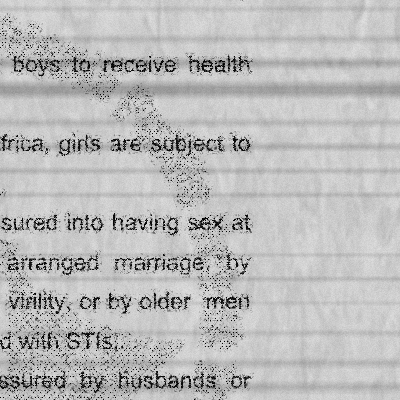 boys to receive health
frica, girls are subject to
sured into having sex at
arranged marriage, by
virility, or by older men
d with STIs.
ssured by husbands or